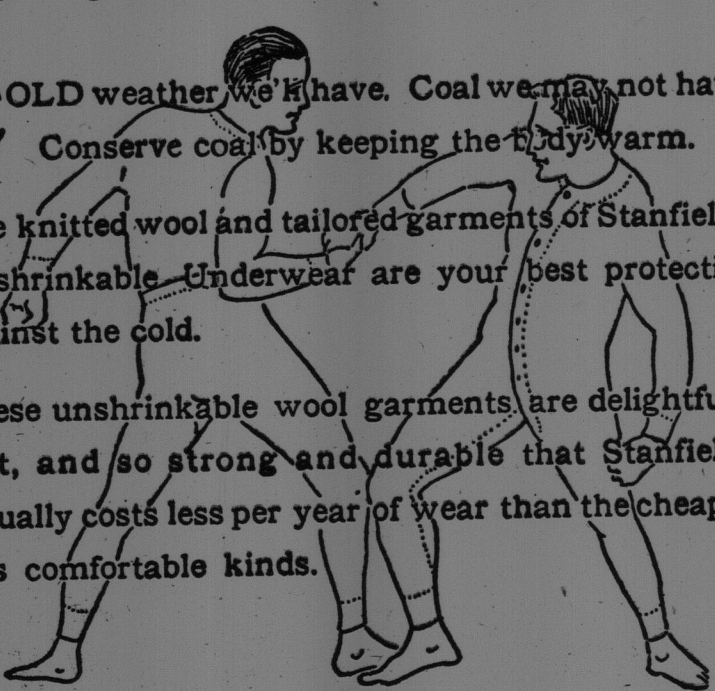 OLD weather we'll have. Coal we may not ha
Conserve coal by keeping the body warm.
e knitted wool and tailored garments of Stanfiel
shrinkable Underwear are your best protecti
inst the cold.
ese unshrinkable wool garments are delightfu
t, and so strong and durable that Stanfiel
ually costs less per year of wear than the cheap
s comfortable kinds.